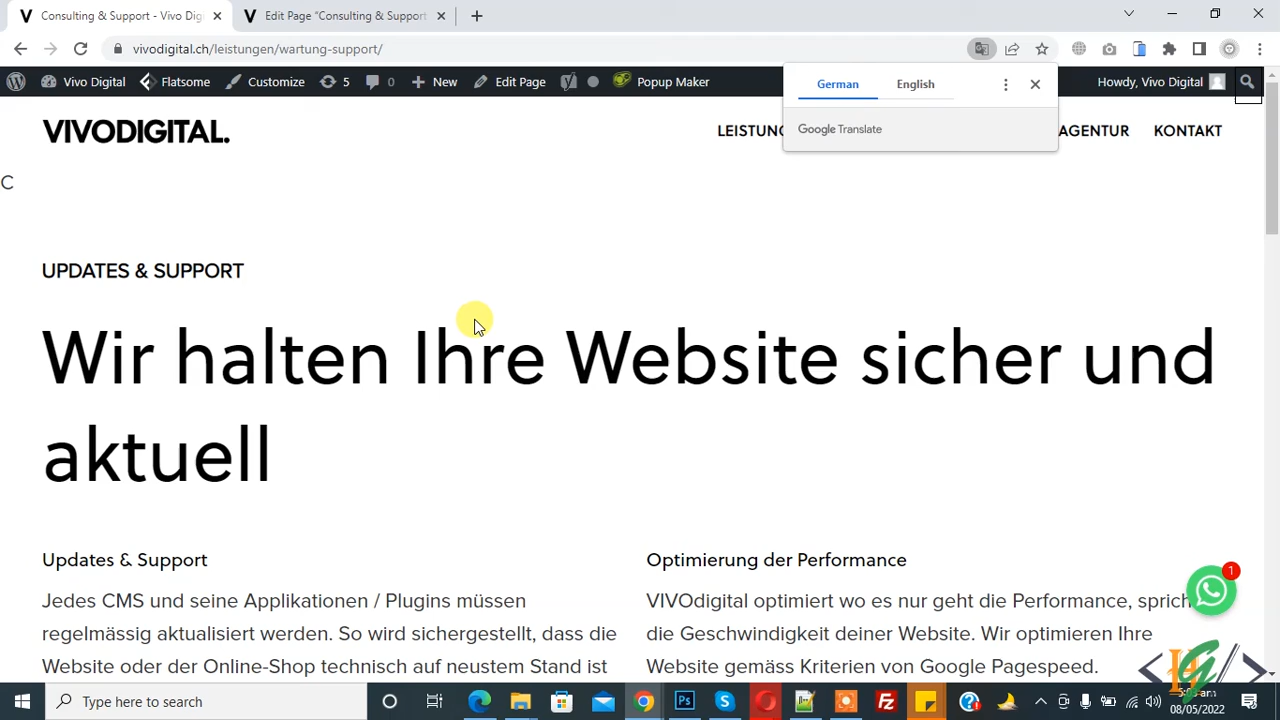 Consulting & Support - Vivo Dig
Edit Page "Consulting & Support
vivodigital.ch/leistungen/wartung-support/
Vivo Digital
Flatsome
Customize
5
0
New
Edit Page
Popup Maker
Howdy, Vivo Digital
German
English
Google Translate
VIVODIGITAL.
AGENTUR
KONTAKT
C
UPDATES & SUPPORT
Wir halten Ihre Website sicher und
aktuell
Updates & Support
Jedes CMS und seine Applikationen / Plugins müssen
regelmässig aktualisiert werden. So wird sichergestellt, dass die
Website oder der Online-Shop technisch auf neustem Stand ist
Optimierung der Performance
VIVOdigital optimiert wo es nur geht die Performance, sprich
die Geschwindigkeit deiner Website. Wir optimieren Ihre
Website gemäss Kriterien von Google Pagespeed.
1
Type here to search
08/05/2022